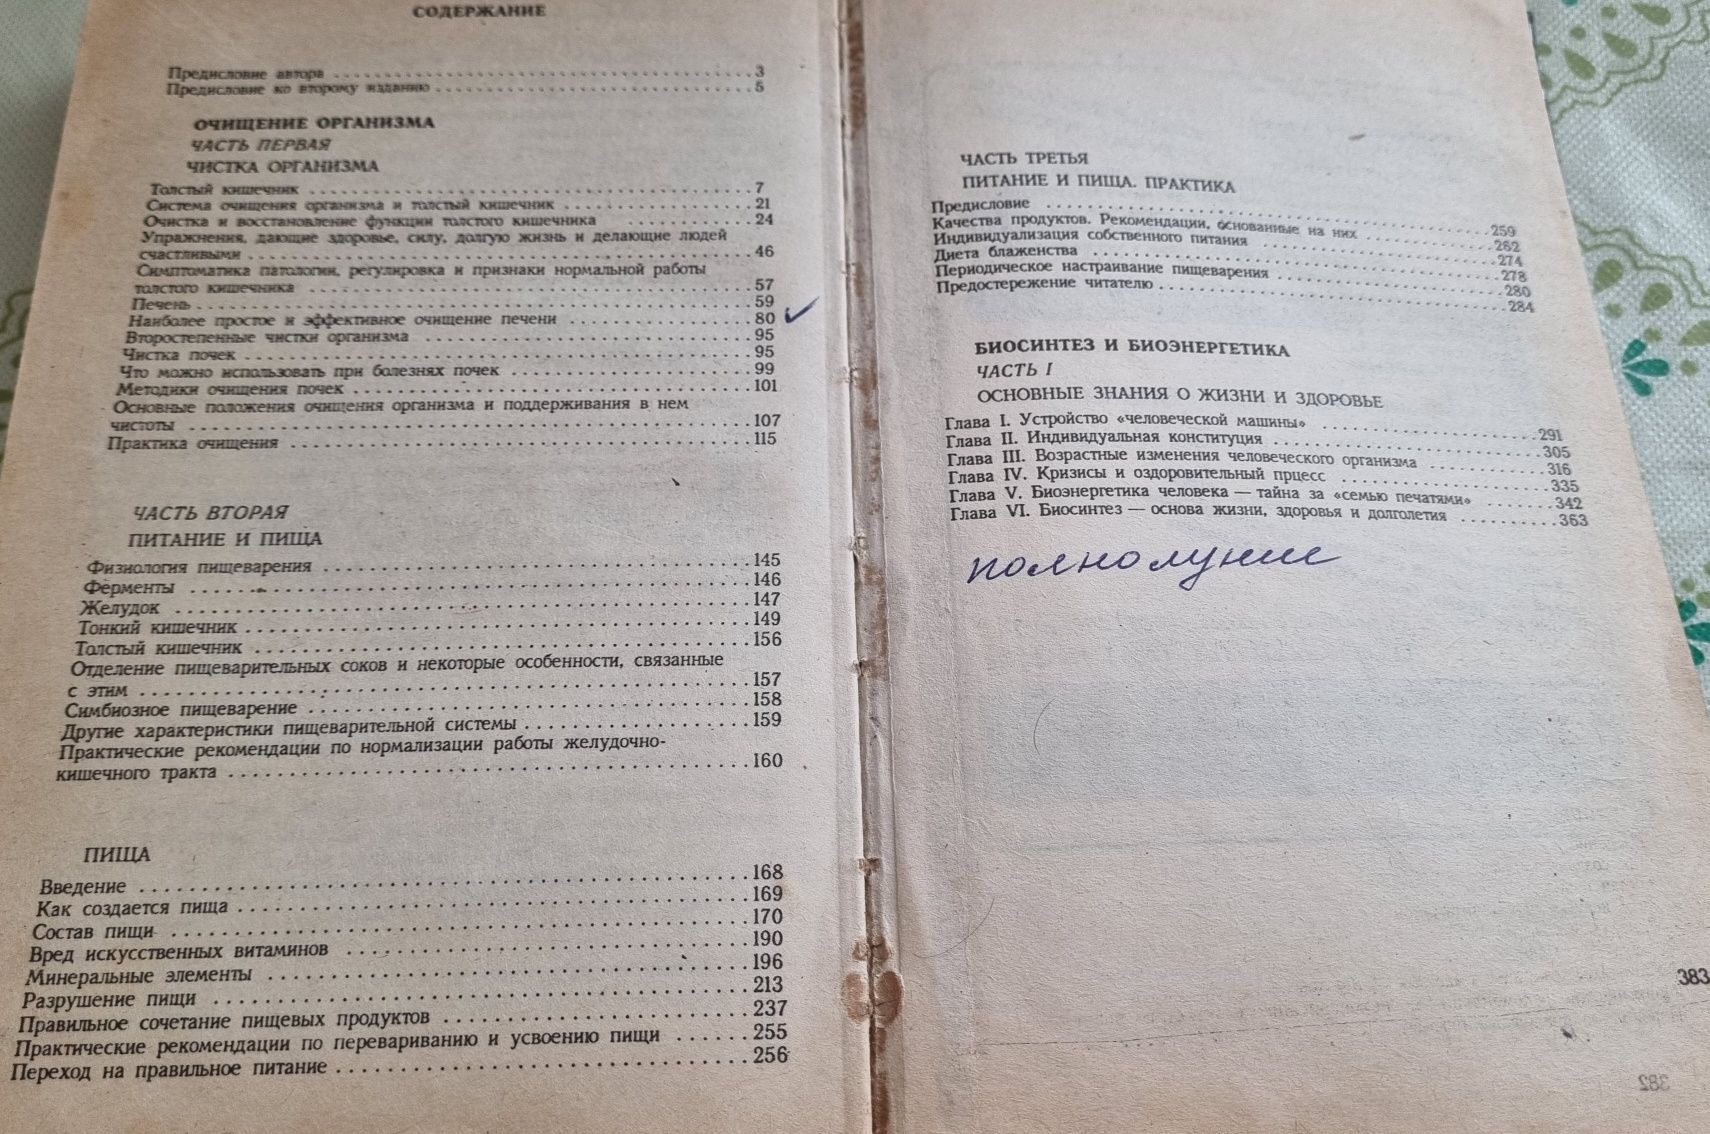 СОДЕРЖАНИЕ
Предисловие автора . . . . . . . . . . 3
Предисловие ко второму изданию . . . . . . . . . . 5
ОЧИЩЕНИЕ ОРГАНИЗМА
ЧАСТЬ ПЕРВАЯ
ЧИСТКА ОРГАНИЗМА
Толстый кишечник . . . . . . . . . . 7
Система очищения организма и толстый кишечник . . . . . . . . . . 21
Очистка и восстановление функции толстого кишечника . . . . . . . . . . 24
Упражнения, дающие здоровье, силу, долгую жизнь и делающие людей
счастливыми . . . . . . . . . . 46
Симптоматика патологии, регулировка и признаки нормальной работы
толстого кишечника . . . . . . . . . . 57
Печень . . . . . . . . . . 59
Наиболее простое и эффективное очищение печени . . . . . . . . . . 80
Второстепенные чистки организма . . . . . . . . . . 95
Чистка почек . . . . . . . . . . 95
Что можно использовать при болезнях почек . . . . . . . . . . 99
Методики очищения почек . . . . . . . . . . 101
Основные положения очищения организма и поддерживания в нем
чистоты . . . . . . . . . . 107
Практика очищения . . . . . . . . . . 115
ЧАСТЬ ВТОРАЯ
ПИТАНИЕ И ПИЩА
Физиология пищеварения . . . . . . . . . . 145
Ферменты . . . . . . . . . . 146
Желудок . . . . . . . . . . 147
Тонкий кишечник . . . . . . . . . . 149
Толстый кишечник . . . . . . . . . . 156
Отделение пищеварительных соков и некоторые особенности, связанные
с этим . . . . . . . . . . 157
Симбиозное пищеварение . . . . . . . . . . 158
Другие характеристики пищеварительной системы . . . . . . . . . . 159
Практические рекомендации по нормализации работы желудочно-
кишечного тракта . . . . . . . . . . 160
ПИЩА
Введение . . . . . . . . . . 168
Как создается пища . . . . . . . . . . 169
Состав пищи . . . . . . . . . . 170
Вред искусственных витаминов . . . . . . . . . . 190
Минеральные элементы . . . . . . . . . . 196
Разрушение пищи . . . . . . . . . . 213
Правильное сочетание пищевых продуктов . . . . . . . . . . 237
Практические рекомендации по перевариванию и усвоению пищи . . . . . . 255
Переход на правильное питание . . . . . . . . . . 256
ЧАСТЬ ТРЕТЬЯ
ПИТАНИЕ И ПИЩА. ПРАКТИКА
Предисловие . . . . . . . . . . 259
Качества продуктов. Рекомендации, основанные на них . . . . . . . . . . 262
Индивидуализация собственного питания . . . . . . . . . . 274
Диета блаженства . . . . . . . . . . 278
Периодическое настраивание пищеварения . . . . . . . . . . 280
Предостережение читателю . . . . . . . . . . 284
БИОСИНТЕЗ И БИОЭНЕРГЕТИКА
ЧАСТЬ I
ОСНОВНЫЕ ЗНАНИЯ О ЖИЗНИ И ЗДОРОВЬЕ
Глава I. Устройство «человеческой машины» . . . . . . . . . . 291
Глава II. Индивидуальная конституция . . . . . . . . . . 305
Глава III. Возрастные изменения человеческого организма . . . . . . . . . . 316
Глава IV. Кризисы и оздоровительный прцесс . . . . . . . . . . 335
Глава V. Биоэнергетика человека — тайна за «семью печатями» . . . . . . 342
Глава VI. Биосинтез — основа жизни, здоровья и долголетия . . . . . . . . . . 363
полнолуние
383
382